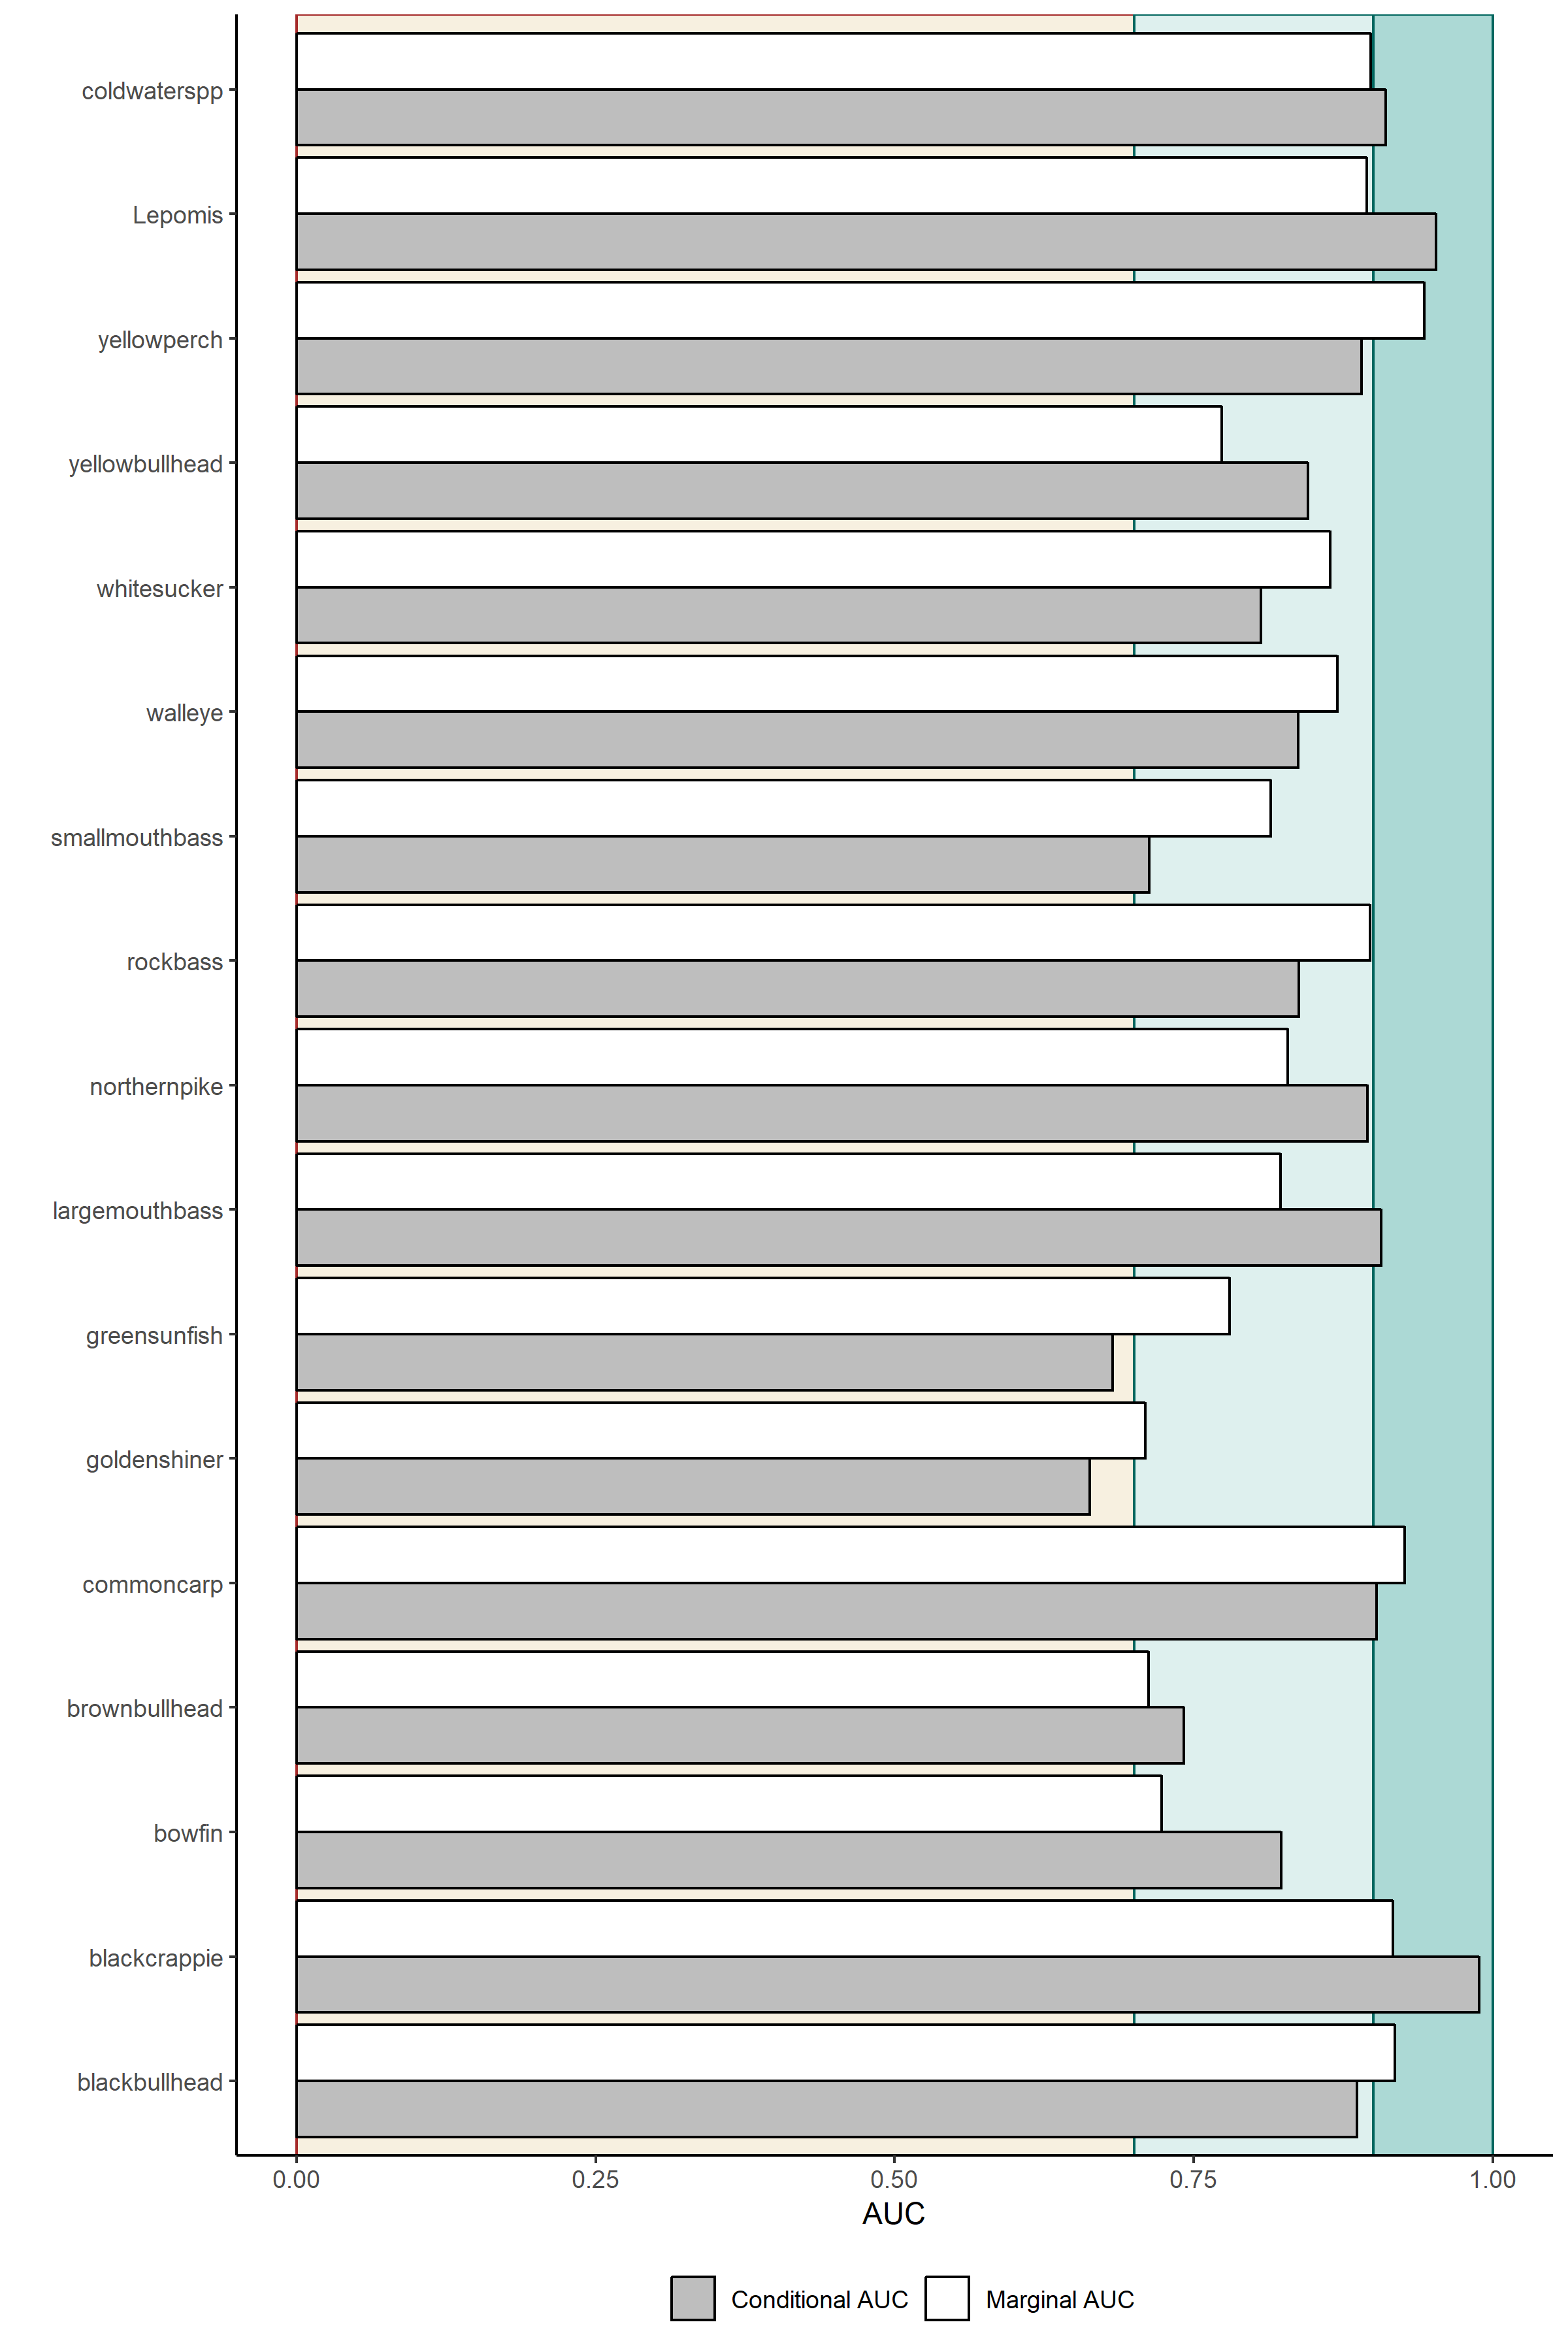 coldwaterspp
Lepomis
yellowperch
yellowbullhead
whitesucker
walleye
smallmouthbass
rockbass
northernpike
largemouthbass
greensunfish
goldenshiner
commoncarp
brownbullhead
bowfin
blackcrappie
blackbullhead
0.00 0.25 0.50 0.75 1.00
AUC
Conditional AUC Marginal AUC